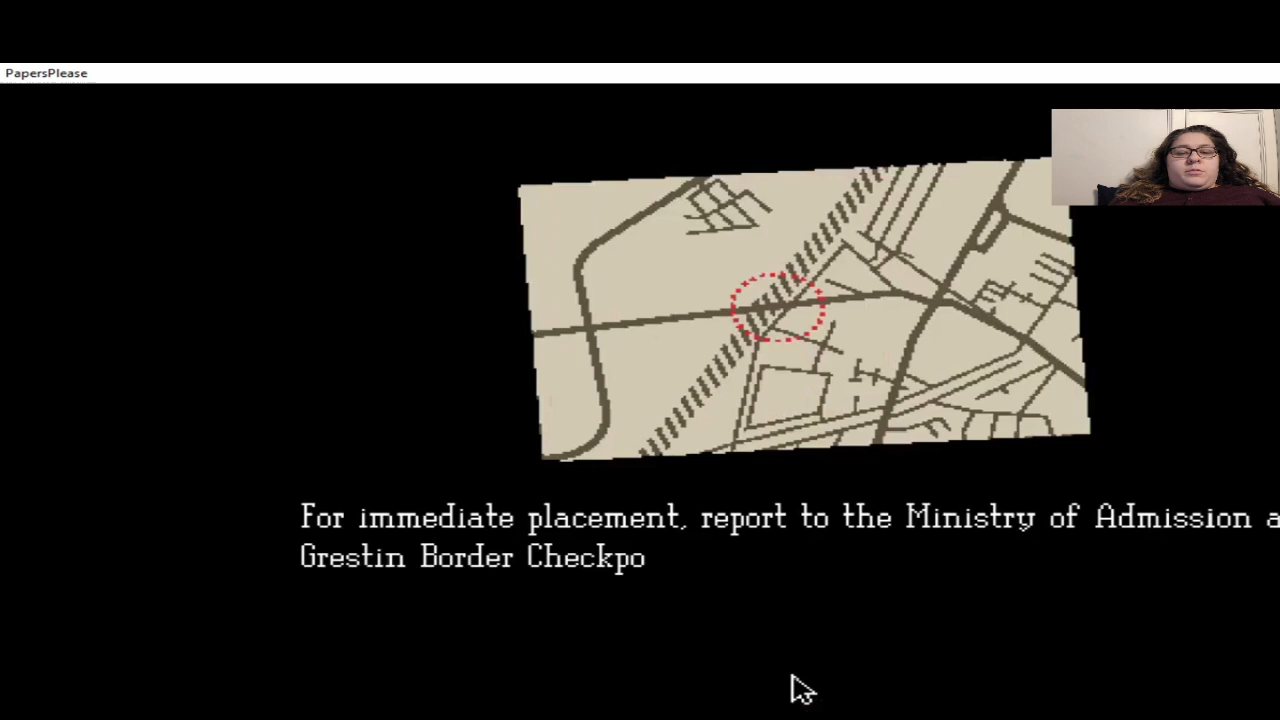 PapersPlease
For immediate placement, report to the Ministry of Admission a
Grestin Border Checkpo